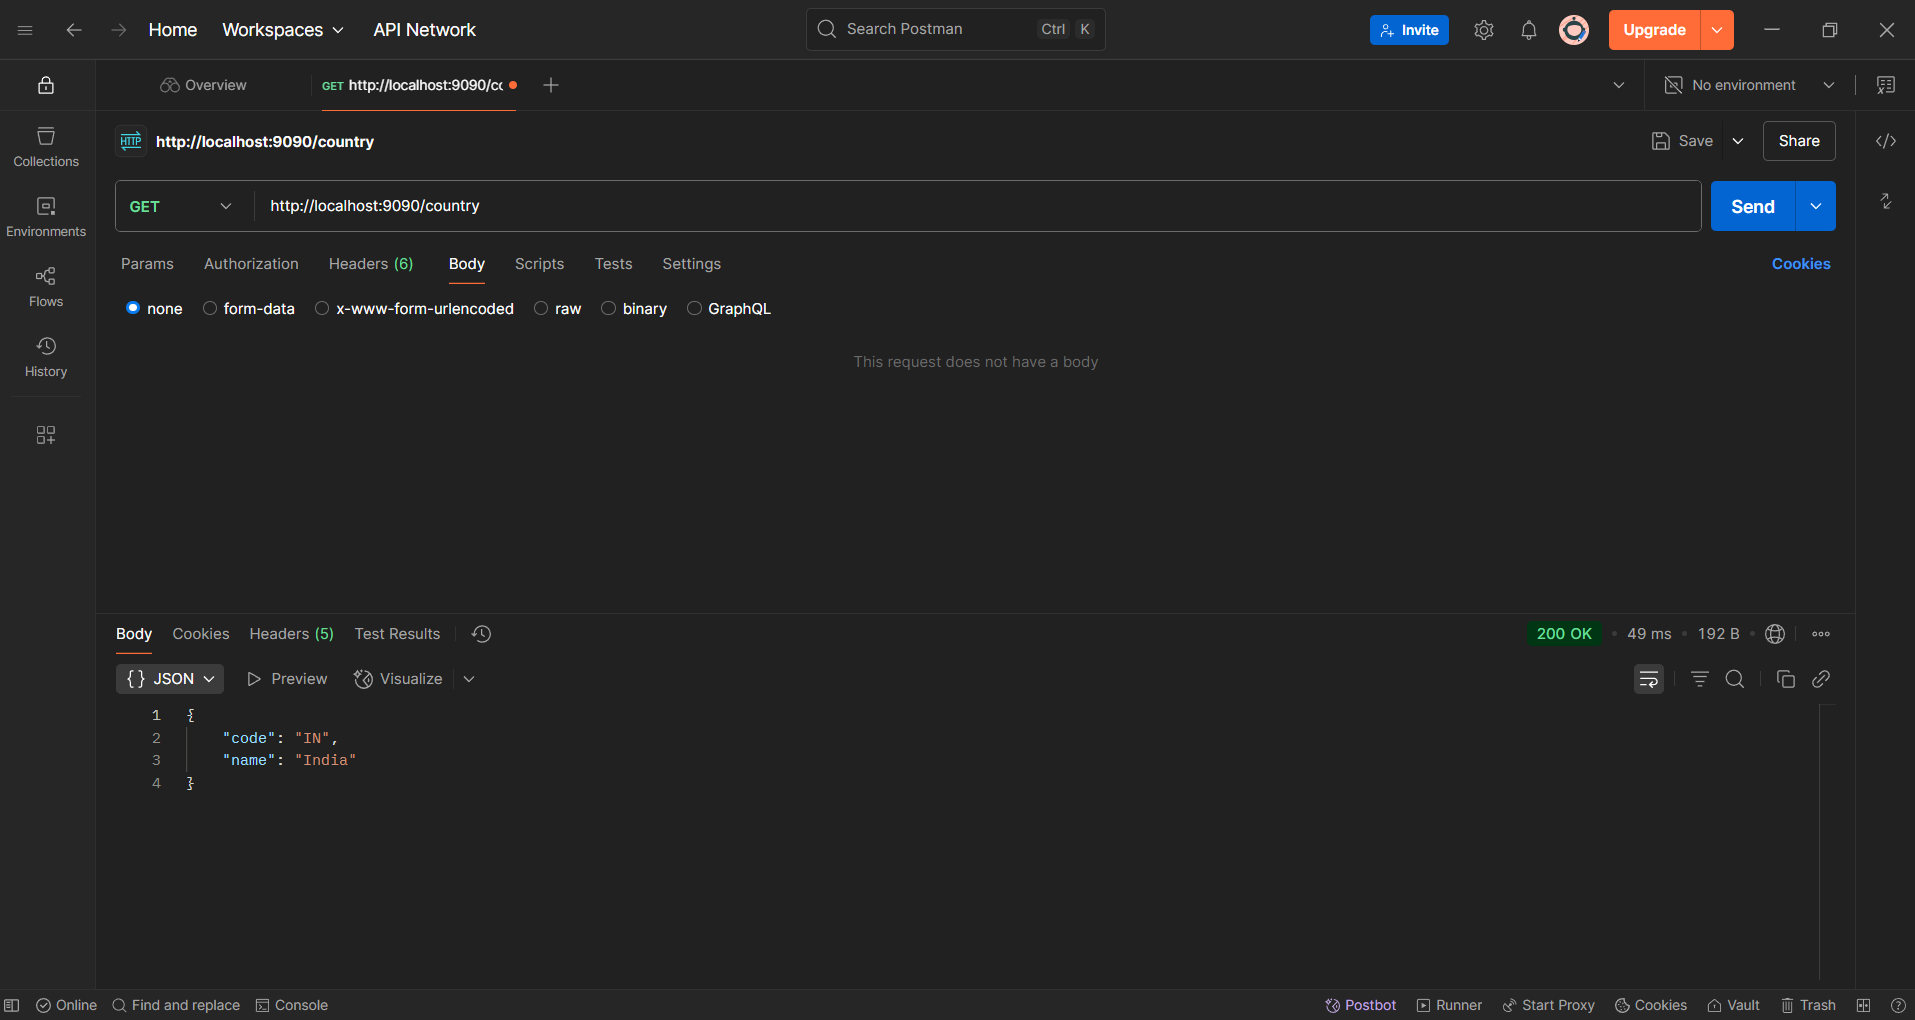 Home Workspaces API Network Search Postman Ctrl K Invite Upgrade
Overview GET http://localhost:9090/cc No environment
HTTP http://localhost:9090/country Save Share
Collections
GET http://localhost:9090/country Send
Environments
Params Authorization Headers (6) Body Scripts Tests Settings Cookies
Flows
none form-data x-www-form-urlencoded raw binary GraphQL
This request does not have a body
History
Body Cookies Headers (5) Test Results 200 OK • 49 ms • 192 B
{} JSON Preview Visualize
1 {
2 "code": "IN",
3 "name": "India"
4 }
Online Find and replace Console Postbot Runner Start Proxy Cookies Vault Trash